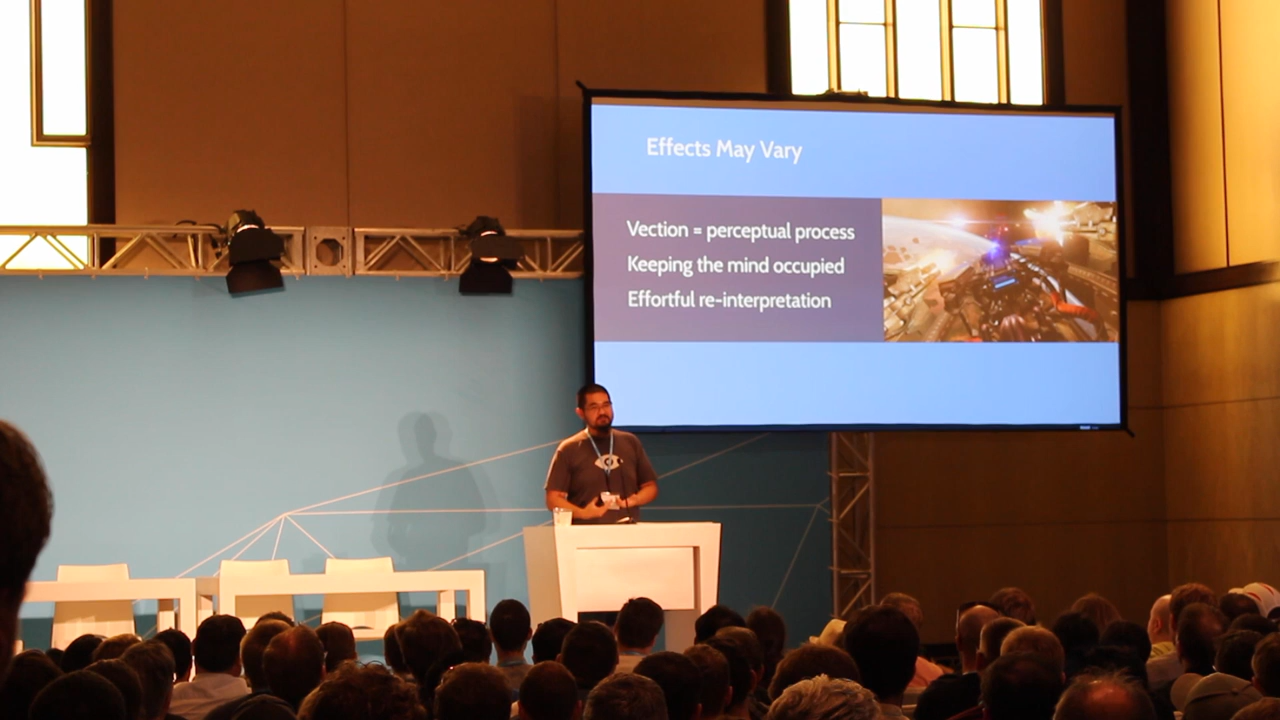 Effects May Vary
Vection = perceptual process
Keeping the mind occupied
Effortful re-interpretation